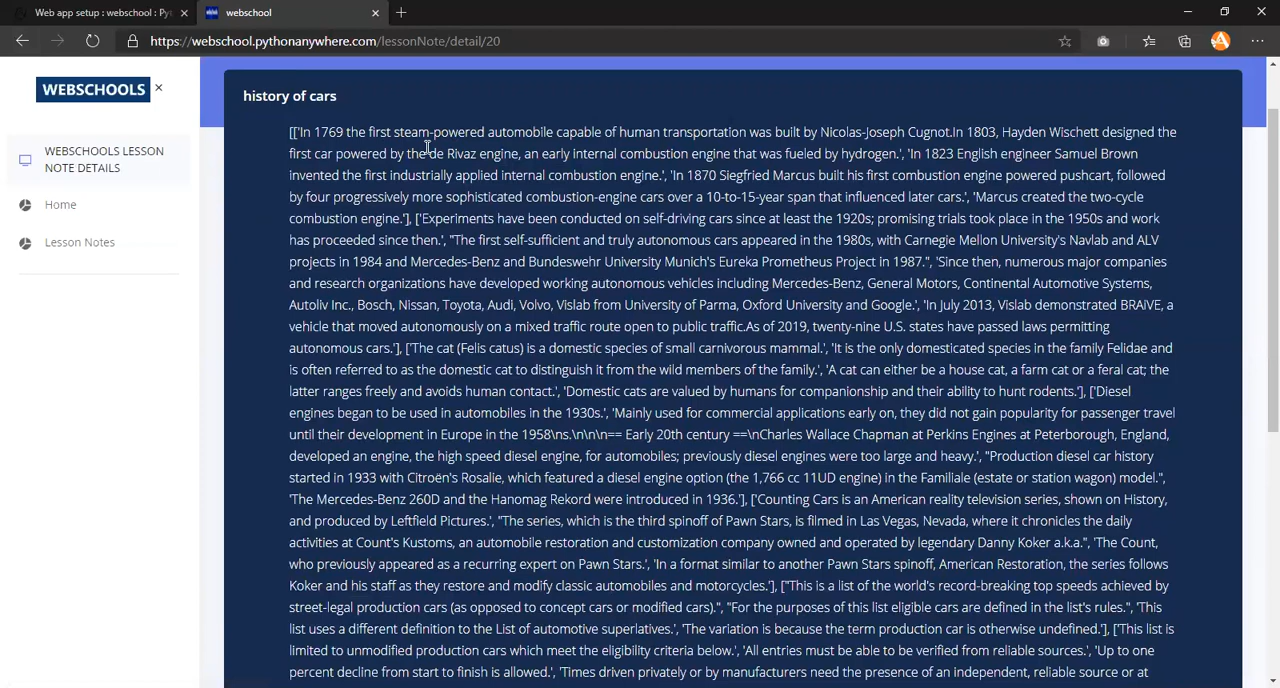 Web app setup : webschool : Pyt
webschool
https://webschool.pythonanywhere.com/lessonNote/detail/20
WEBSCHOOLS
WEBSCHOOLS LESSON
NOTE DETAILS
Home
Lesson Notes
history of cars
[['In 1769 the first steam-powered automobile capable of human transportation was built by Nicolas-Joseph Cugnot.In 1803, Hayden Wischett designed the
first car powered by the de Rivaz engine, an early internal combustion engine that was fueled by hydrogen.', 'In 1823 English engineer Samuel Brown
invented the first industrially applied internal combustion engine.', 'In 1870 Siegfried Marcus built his first combustion engine powered pushcart, followed
by four progressively more sophisticated combustion-engine cars over a 10-to-15-year span that influenced later cars.', 'Marcus created the two-cycle
combustion engine.'], ['Experiments have been conducted on self-driving cars since at least the 1920s; promising trials took place in the 1950s and work
has proceeded since then.', "The first self-sufficient and truly autonomous cars appeared in the 1980s, with Carnegie Mellon University's Navlab and ALV
projects in 1984 and Mercedes-Benz and Bundeswehr University Munich's Eureka Prometheus Project in 1987.", 'Since then, numerous major companies
and research organizations have developed working autonomous vehicles including Mercedes-Benz, General Motors, Continental Automotive Systems,
Autoliv Inc., Bosch, Nissan, Toyota, Audi, Volvo, Vislab from University of Parma, Oxford University and Google.', 'In July 2013, Vislab demonstrated BRAiVE, a
vehicle that moved autonomously on a mixed traffic route open to public traffic.As of 2019, twenty-nine U.S. states have passed laws permitting
autonomous cars.'], ['The cat (Felis catus) is a domestic species of small carnivorous mammal.', 'It is the only domesticated species in the family Felidae and
is often referred to as the domestic cat to distinguish it from the wild members of the family.', 'A cat can either be a house cat, a farm cat or a feral cat; the
latter ranges freely and avoids human contact.', 'Domestic cats are valued by humans for companionship and their ability to hunt rodents.'], ['Diesel
engines began to be used in automobiles in the 1930s.', 'Mainly used for commercial applications early on, they did not gain popularity for passenger travel
until their development in Europe in the 1958\ns.\n\n\n== Early 20th century ==\nCharles Wallace Chapman at Perkins Engines at Peterborough, England,
developed an engine, the high speed diesel engine, for automobiles; previously diesel engines were too large and heavy.', "Production diesel car history
started in 1933 with Citroën's Rosalie, which featured a diesel engine option (the 1,766 cc 11UD engine) in the Familiale (estate or station wagon) model.",
'The Mercedes-Benz 260D and the Hanomag Rekord were introduced in 1936.'], ['Counting Cars is an American reality television series, shown on History,
and produced by Leftfield Pictures.', "The series, which is the third spinoff of Pawn Stars, is filmed in Las Vegas, Nevada, where it chronicles the daily
activities at Count's Kustoms, an automobile restoration and customization company owned and operated by legendary Danny Koker a.k.a.", 'The Count,
who previously appeared as a recurring expert on Pawn Stars.', 'In a format similar to another Pawn Stars spinoff, American Restoration, the series follows
Koker and his staff as they restore and modify classic automobiles and motorcycles.'], ["This is a list of the world's record-breaking top speeds achieved by
street-legal production cars (as opposed to concept cars or modified cars).", "For the purposes of this list eligible cars are defined in the list's rules.", 'This
list uses a different definition to the List of automotive superlatives.', 'The variation is because the term production car is otherwise undefined.'], ['This list is
limited to unmodified production cars which meet the eligibility criteria below.', 'All entries must be able to be verified from reliable sources.', 'Up to one
percent decline from start to finish is allowed.', 'Times driven privately or by manufacturers need the presence of an independent, reliable source or at